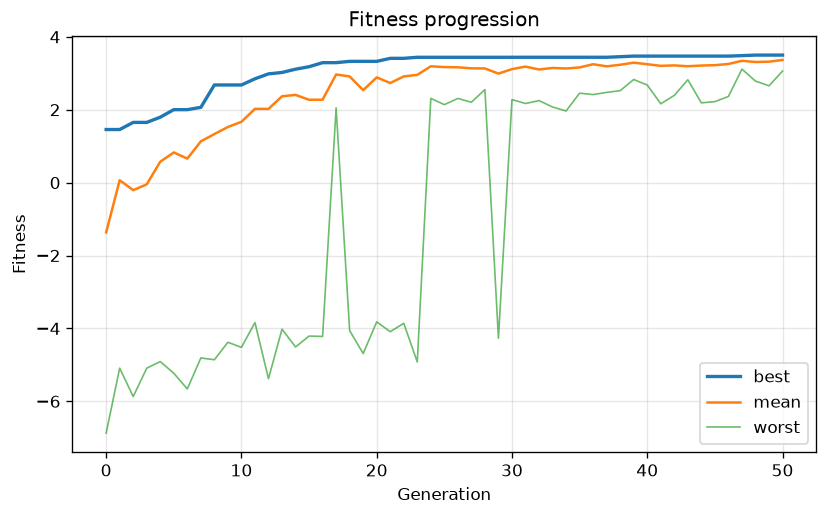 Fitness progression
4
2
0
−2
−4
−6
Fitness
0 10 20 30 40 50
Generation
best
mean
worst